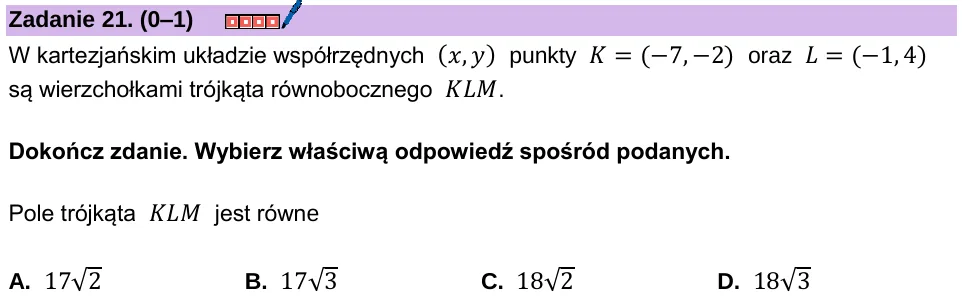 Zadanie 21. (0–1)
W kartezjańskim układzie współrzędnych (x, y) punkty K = (−7, −2) oraz L = (−1, 4)
są wierzchołkami trójkąta równobocznego KLM.
Dokończ zdanie. Wybierz właściwą odpowiedź spośród podanych.
Pole trójkąta KLM jest równe
A. 17√2 B. 17√3 C. 18√2 D. 18√3